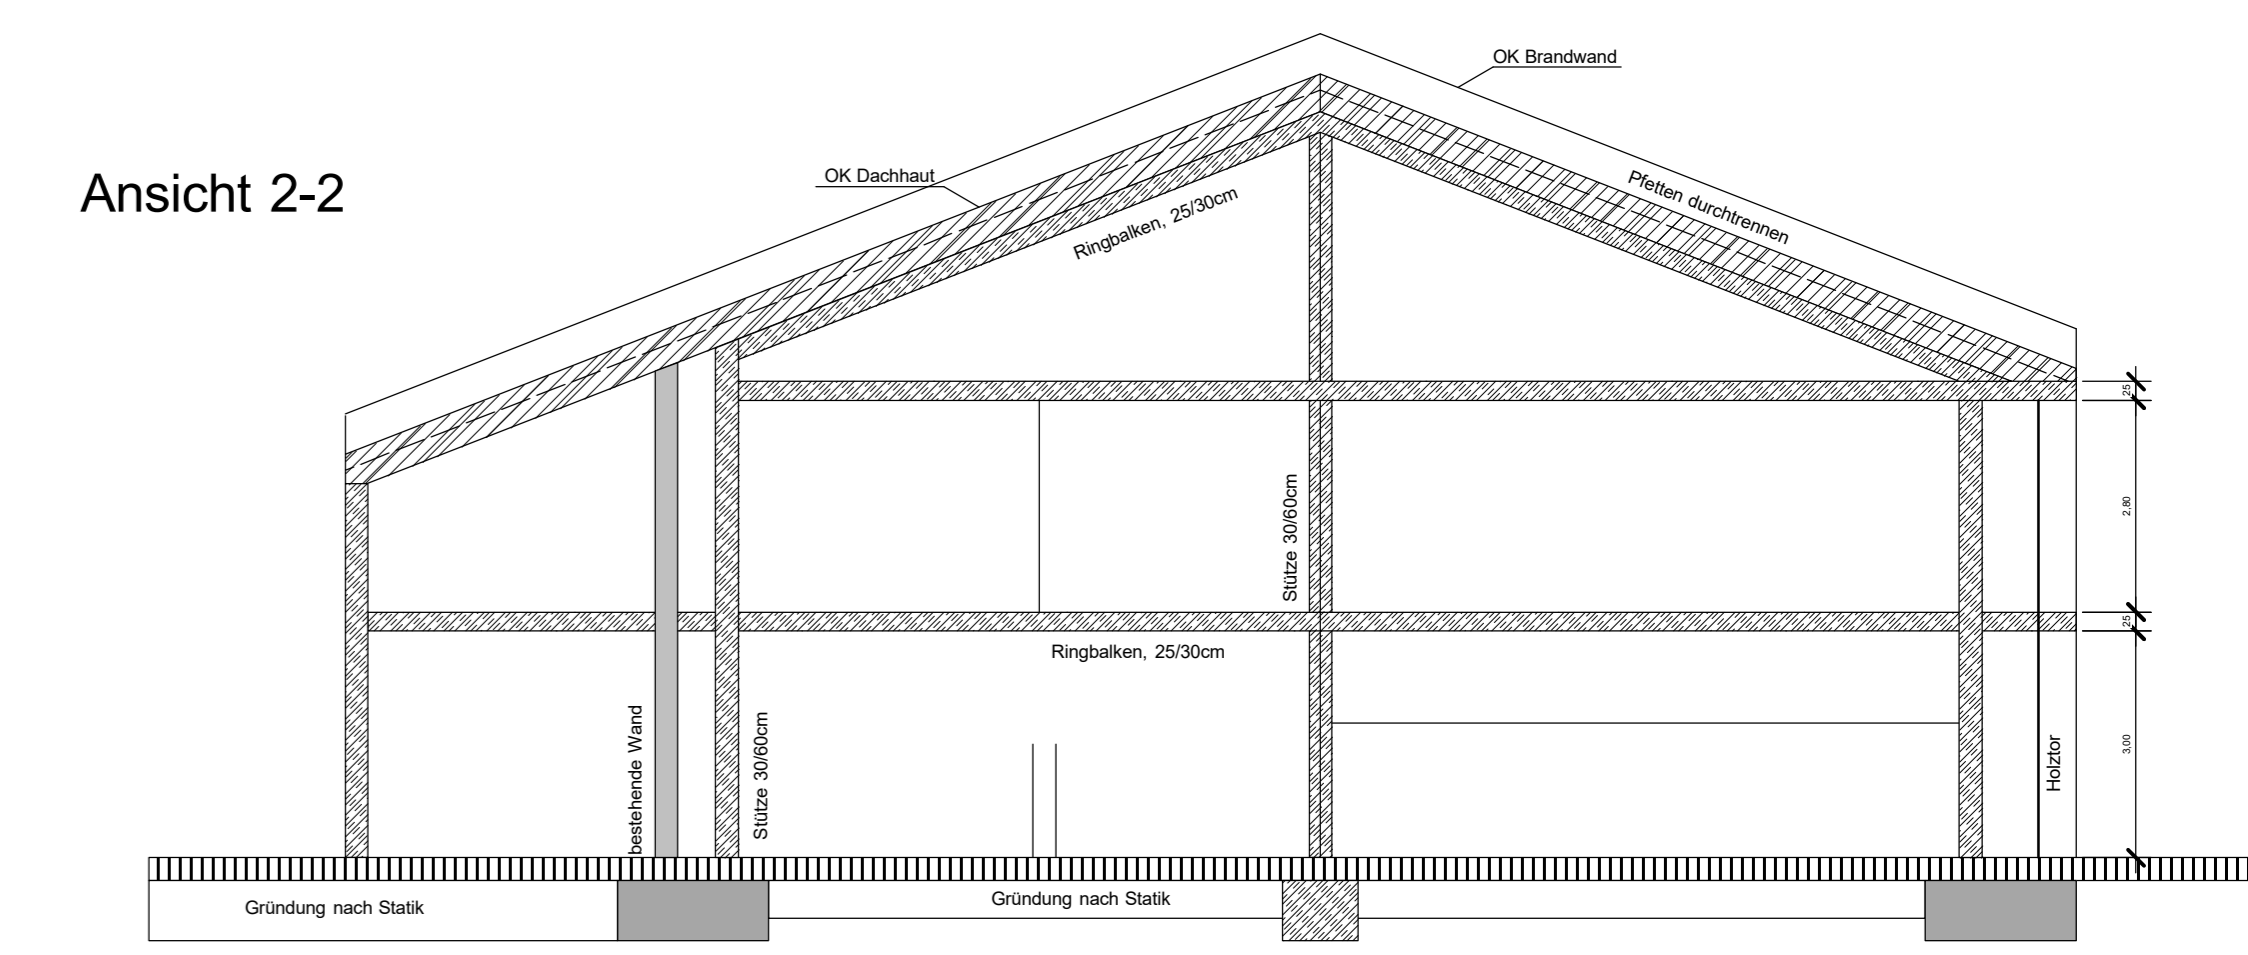 OK Brandwand
Ansicht 2-2
OK Dachhaut
Pfetten durchtrennen
Ringbalken, 25/30cm
25
2,80
Stütze 30/60cm
25
Ringbalken, 25/30cm
bestehende Wand
Stütze 30/60cm
Holztor
3,00
Gründung nach Statik
Gründung nach Statik